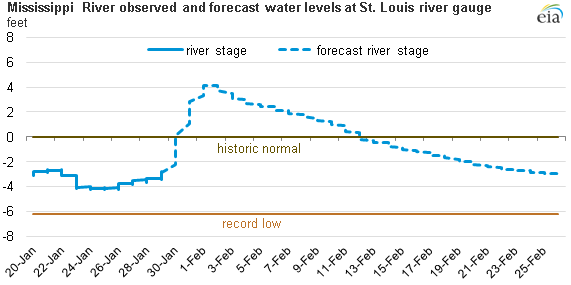 Mississippi River observed and forecast water levels at St. Louis river gauge
feet
eia
river stage
forecast river stage
8
6
4
2
0
-2
-4
-6
-8
historic normal
record low
20-Jan
22-Jan
24-Jan
26-Jan
28-Jan
30-Jan
1-Feb
3-Feb
5-Feb
7-Feb
9-Feb
11-Feb
13-Feb
15-Feb
17-Feb
19-Feb
21-Feb
23-Feb
25-Feb